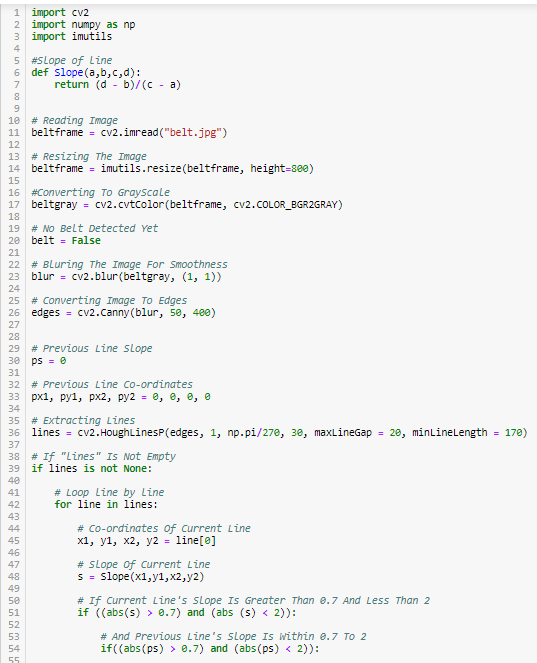 1 import cv2
2 import numpy as np
3 import imutils
4
5 #Slope of line
6 def Slope(a,b,c,d):
7     return (d - b)/(c - a)
8
9
10 # Reading Image
11 beltframe = cv2.imread("belt.jpg")
12
13 # Resizing The Image
14 beltframe = imutils.resize(beltframe, height=800)
15
16 #Converting To GrayScale
17 beltgray = cv2.cvtColor(beltframe, cv2.COLOR_BGR2GRAY)
18
19 # No Belt Detected Yet
20 belt = False
21
22 # Bluring The Image For Smoothness
23 blur = cv2.blur(beltgray, (1, 1))
24
25 # Converting Image To Edges
26 edges = cv2.Canny(blur, 50, 400)
27
28
29 # Previous Line Slope
30 ps = 0
31
32 # Previous Line Co-ordinates
33 px1, py1, px2, py2 = 0, 0, 0, 0
34
35 # Extracting Lines
36 lines = cv2.HoughLinesP(edges, 1, np.pi/270, 30, maxLineGap = 20, minLineLength = 170)
37
38 # If "lines" Is Not Empty
39 if lines is not None:
40
41     # Loop line by line
42     for line in lines:
43
44         # Co-ordinates Of Current Line
45         x1, y1, x2, y2 = line[0]
46
47         # Slope Of Current Line
48         s = Slope(x1,y1,x2,y2)
49
50         # If Current Line's Slope Is Greater Than 0.7 And Less Than 2
51         if ((abs(s) > 0.7) and (abs (s) < 2)):
52
53             # And Previous Line's Slope Is Within 0.7 To 2
54             if((abs(ps) > 0.7) and (abs(ps) < 2)):
55